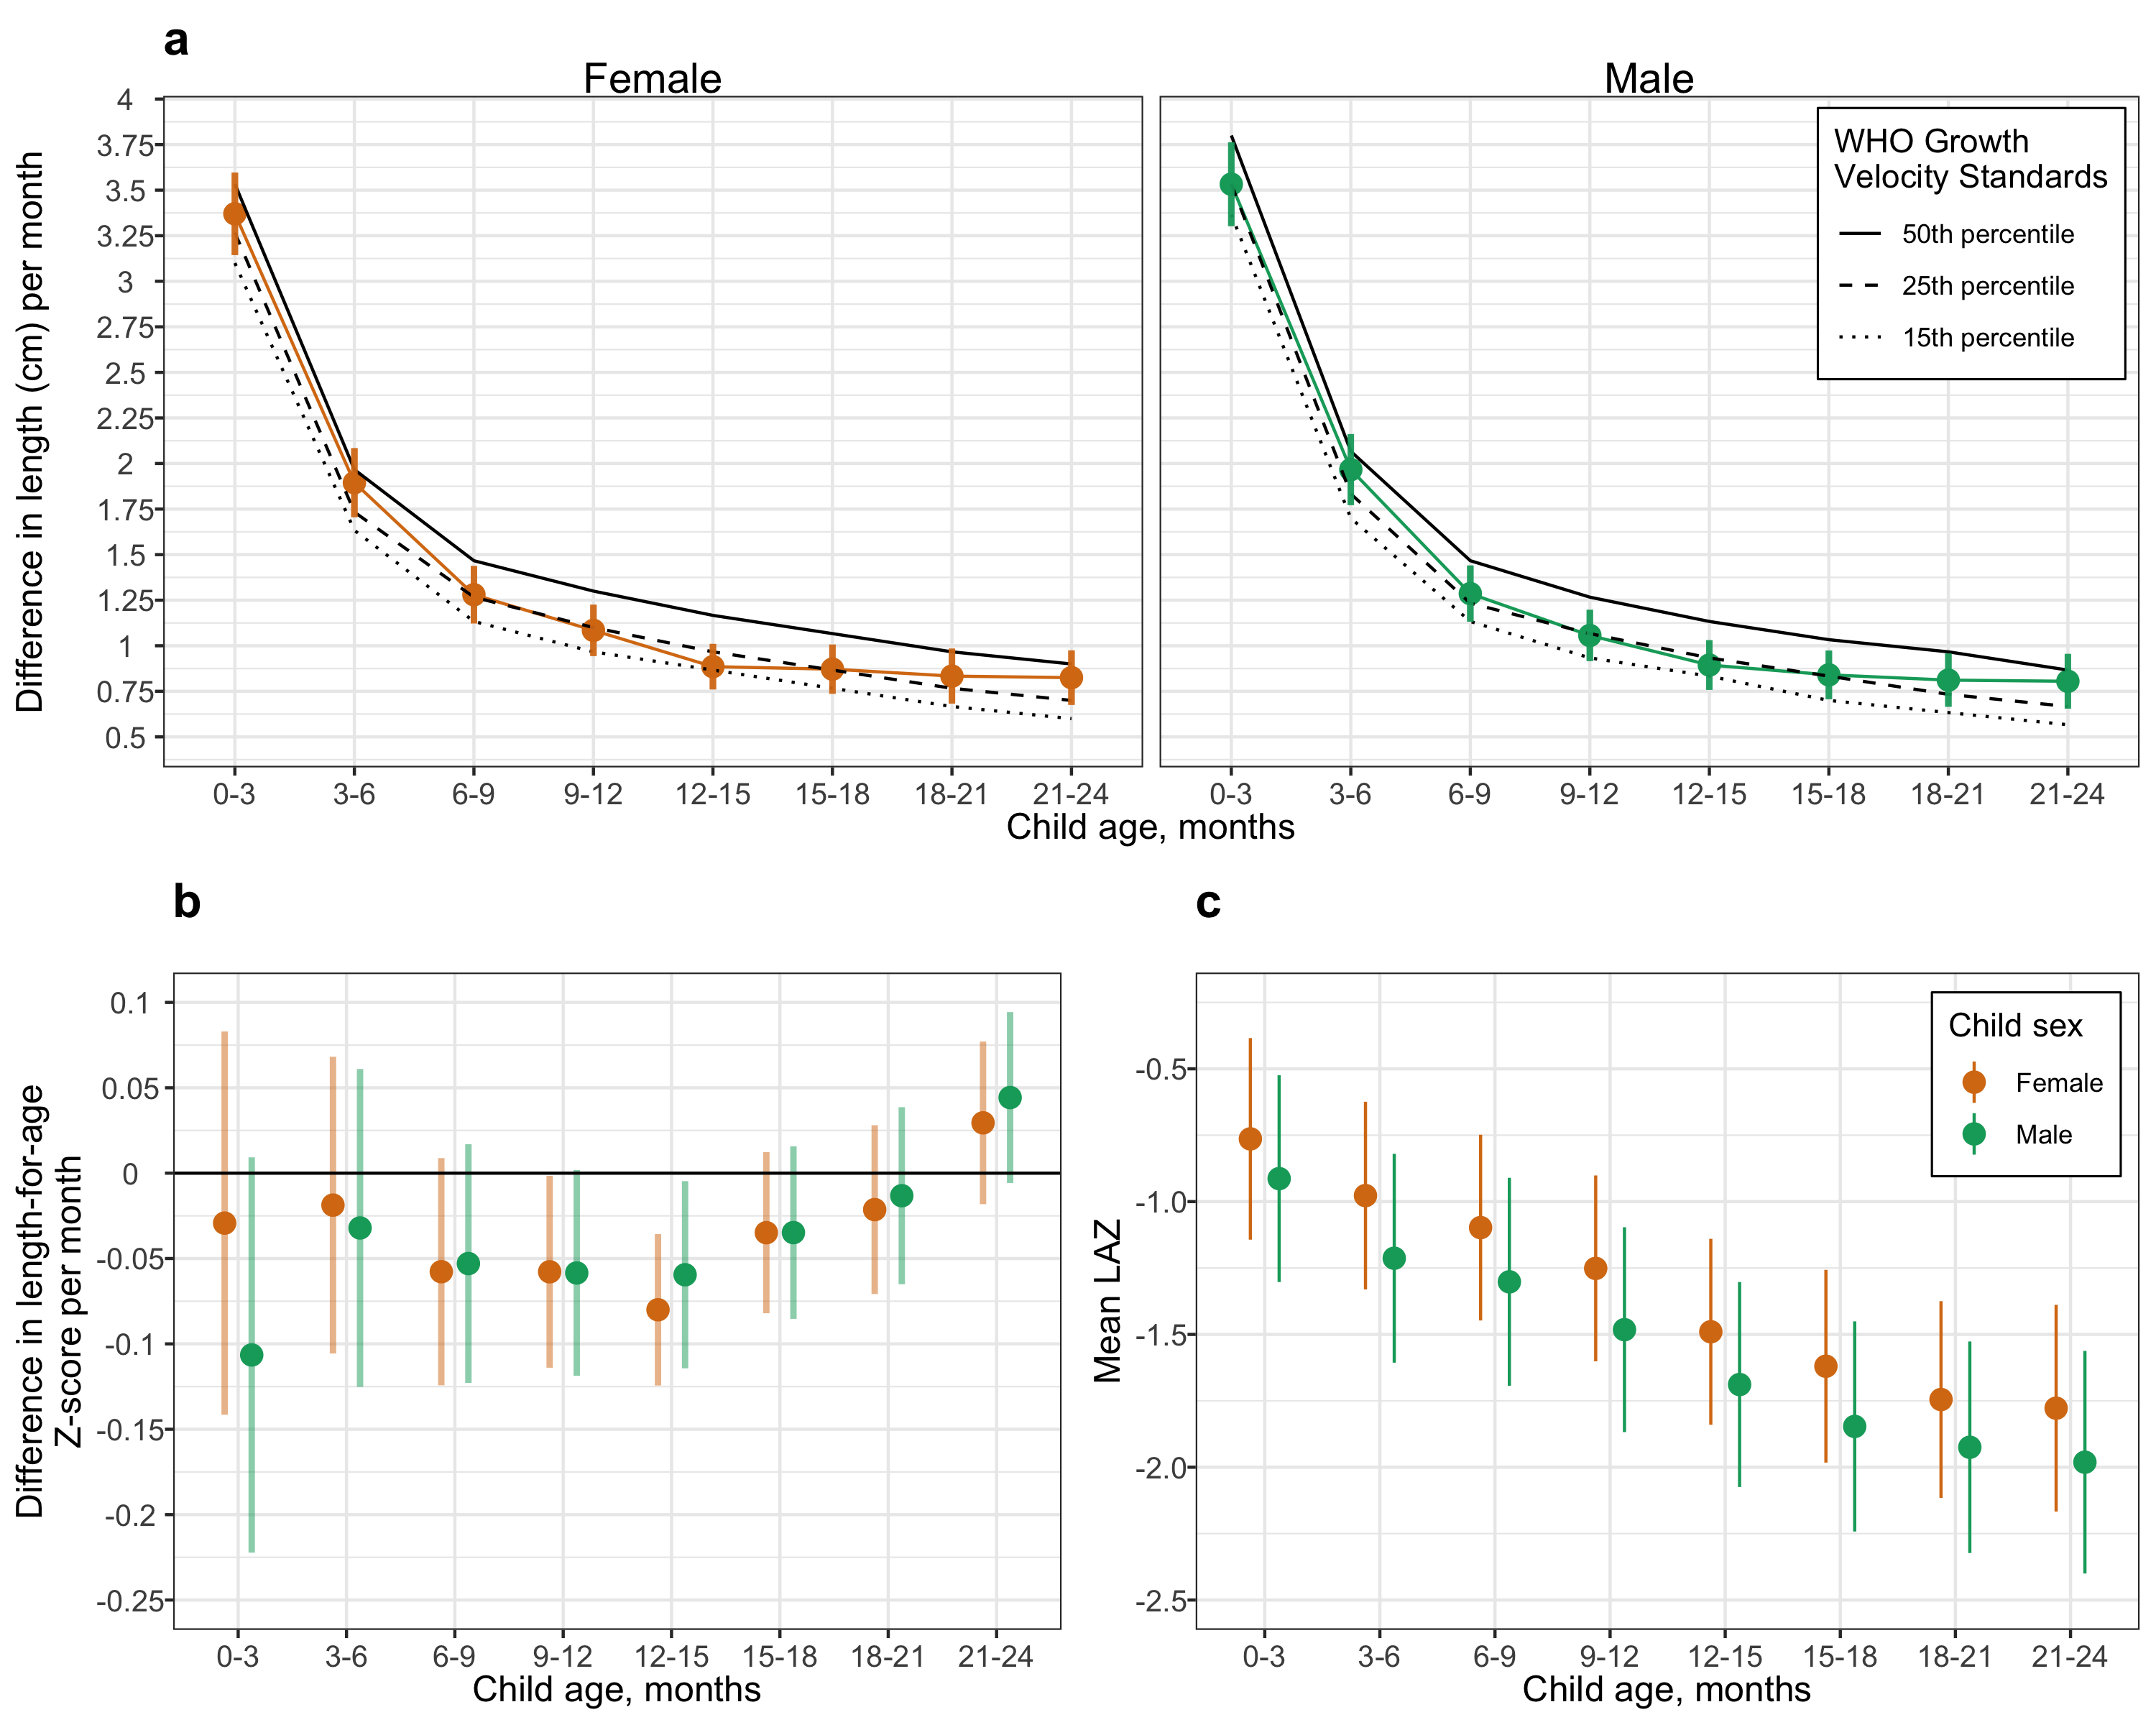 a
Female
Male
Difference in length (cm) per month
4
3.75
3.5
3.25
3
2.75
2.5
2.25
2
1.75
1.5
1.25
1
0.75
0.5
WHO Growth
Velocity Standards
50th percentile
25th percentile
15th percentile
0-3 3-6 6-9 9-12 12-15 15-18 18-21 21-24
0-3 3-6 6-9 9-12 12-15 15-18 18-21 21-24
Child age, months
b
Difference in length-for-age
Z-score per month
0.1
0.05
0
-0.05
-0.1
-0.15
-0.2
-0.25
0-3 3-6 6-9 9-12 12-15 15-18 18-21 21-24
Child age, months
c
Mean LAZ
-0.5
-1.0
-1.5
-2.0
-2.5
Child sex
Female
Male
0-3 3-6 6-9 9-12 12-15 15-18 18-21 21-24
Child age, months